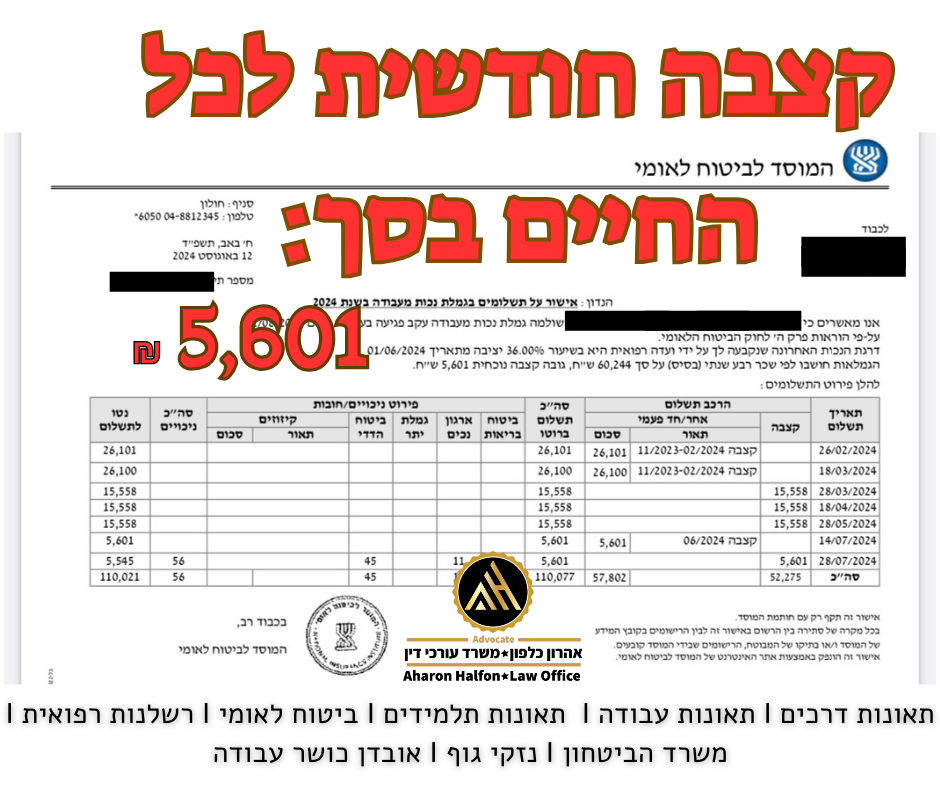 קצבה חודשית לכל
המוסד לביטוח לאומי
החיים בסך:
סניף: חולון
טלפון: 04-8812345 6050*
לכבוד
ח' באב, תשפ"ד
12 באוגוסט 2024
מספר תי
5,601 ₪
הנדון: אישור על תשלומים בגמלת נכות מעבודה בשנת 2024
אנו מאשרים כי שולמה גמלת נכות מעבודה עקב פגיעה
על-פי הוראות פרק ה' לחוק הביטוח הלאומי.
דרגת הנכות האחרונה שנקבעה לך על ידי ועדה רפואית היא בשיעור 36.00% יציבה מתאריך 01/06/2024
הגמלאות חושבו לפי שכר רבע שנתי (בסיס) על סך 60,244 ש"ח, גובה קצבה נוכחית 5,601 ש"ח.
להלן פירוט התשלומים:
תאריך תשלום | הרכב תשלום | סה"כ תשלום ברוטו | פירוט ניכויים/חובות | סה"כ ניכויים | נטו לתשלום
קצבה | אחר/חד פעמי | ביטוח בריאות | ארגון נכים | גמלת יתר | ביטוח הדדי | קיזוזים
תאור | סכום | תאור | סכום
26/02/2024 | קצבה 11/2023-02/2024 | 26,101 | 26,101 | 26,101
18/03/2024 | קצבה 11/2023-02/2024 | 26,100 | 26,100 | 26,100
28/03/2024 | 15,558 | 15,558 | 15,558
18/04/2024 | 15,558 | 15,558 | 15,558
28/05/2024 | 15,558 | 15,558 | 15,558
14/07/2024 | קצבה 06/2024 | 5,601 | 5,601 | 5,601
28/07/2024 | 5,601 | 5,601 | 11 | 45 | 56 | 5,545
סה"כ | 52,275 | 57,802 | 110,077 | 45 | 56 | 110,021
אישור זה תקף רק עם חותמת המוסד.
בכל מקרה של סתירה בין הרשום באישור זה לבין הרישומים בקובץ המידע
של המוסד ו/או בתיקו של המבוטח, הרישומים שבידי המוסד קובעים.
אישור זה הונפק באמצעות אתר האינטרנט של המוסד לביטוח לאומי.
בכבוד רב,
המוסד לביטוח לאומי
AH
Advocate
אהרון כלפון★משרד עורכי דין
Aharon Halfon★Law Office
תאונות דרכים | תאונות עבודה | תאונות תלמידים | ביטוח לאומי | רשלנות רפואית |
משרד הביטחון | נזקי גוף | אובדן כושר עבודה